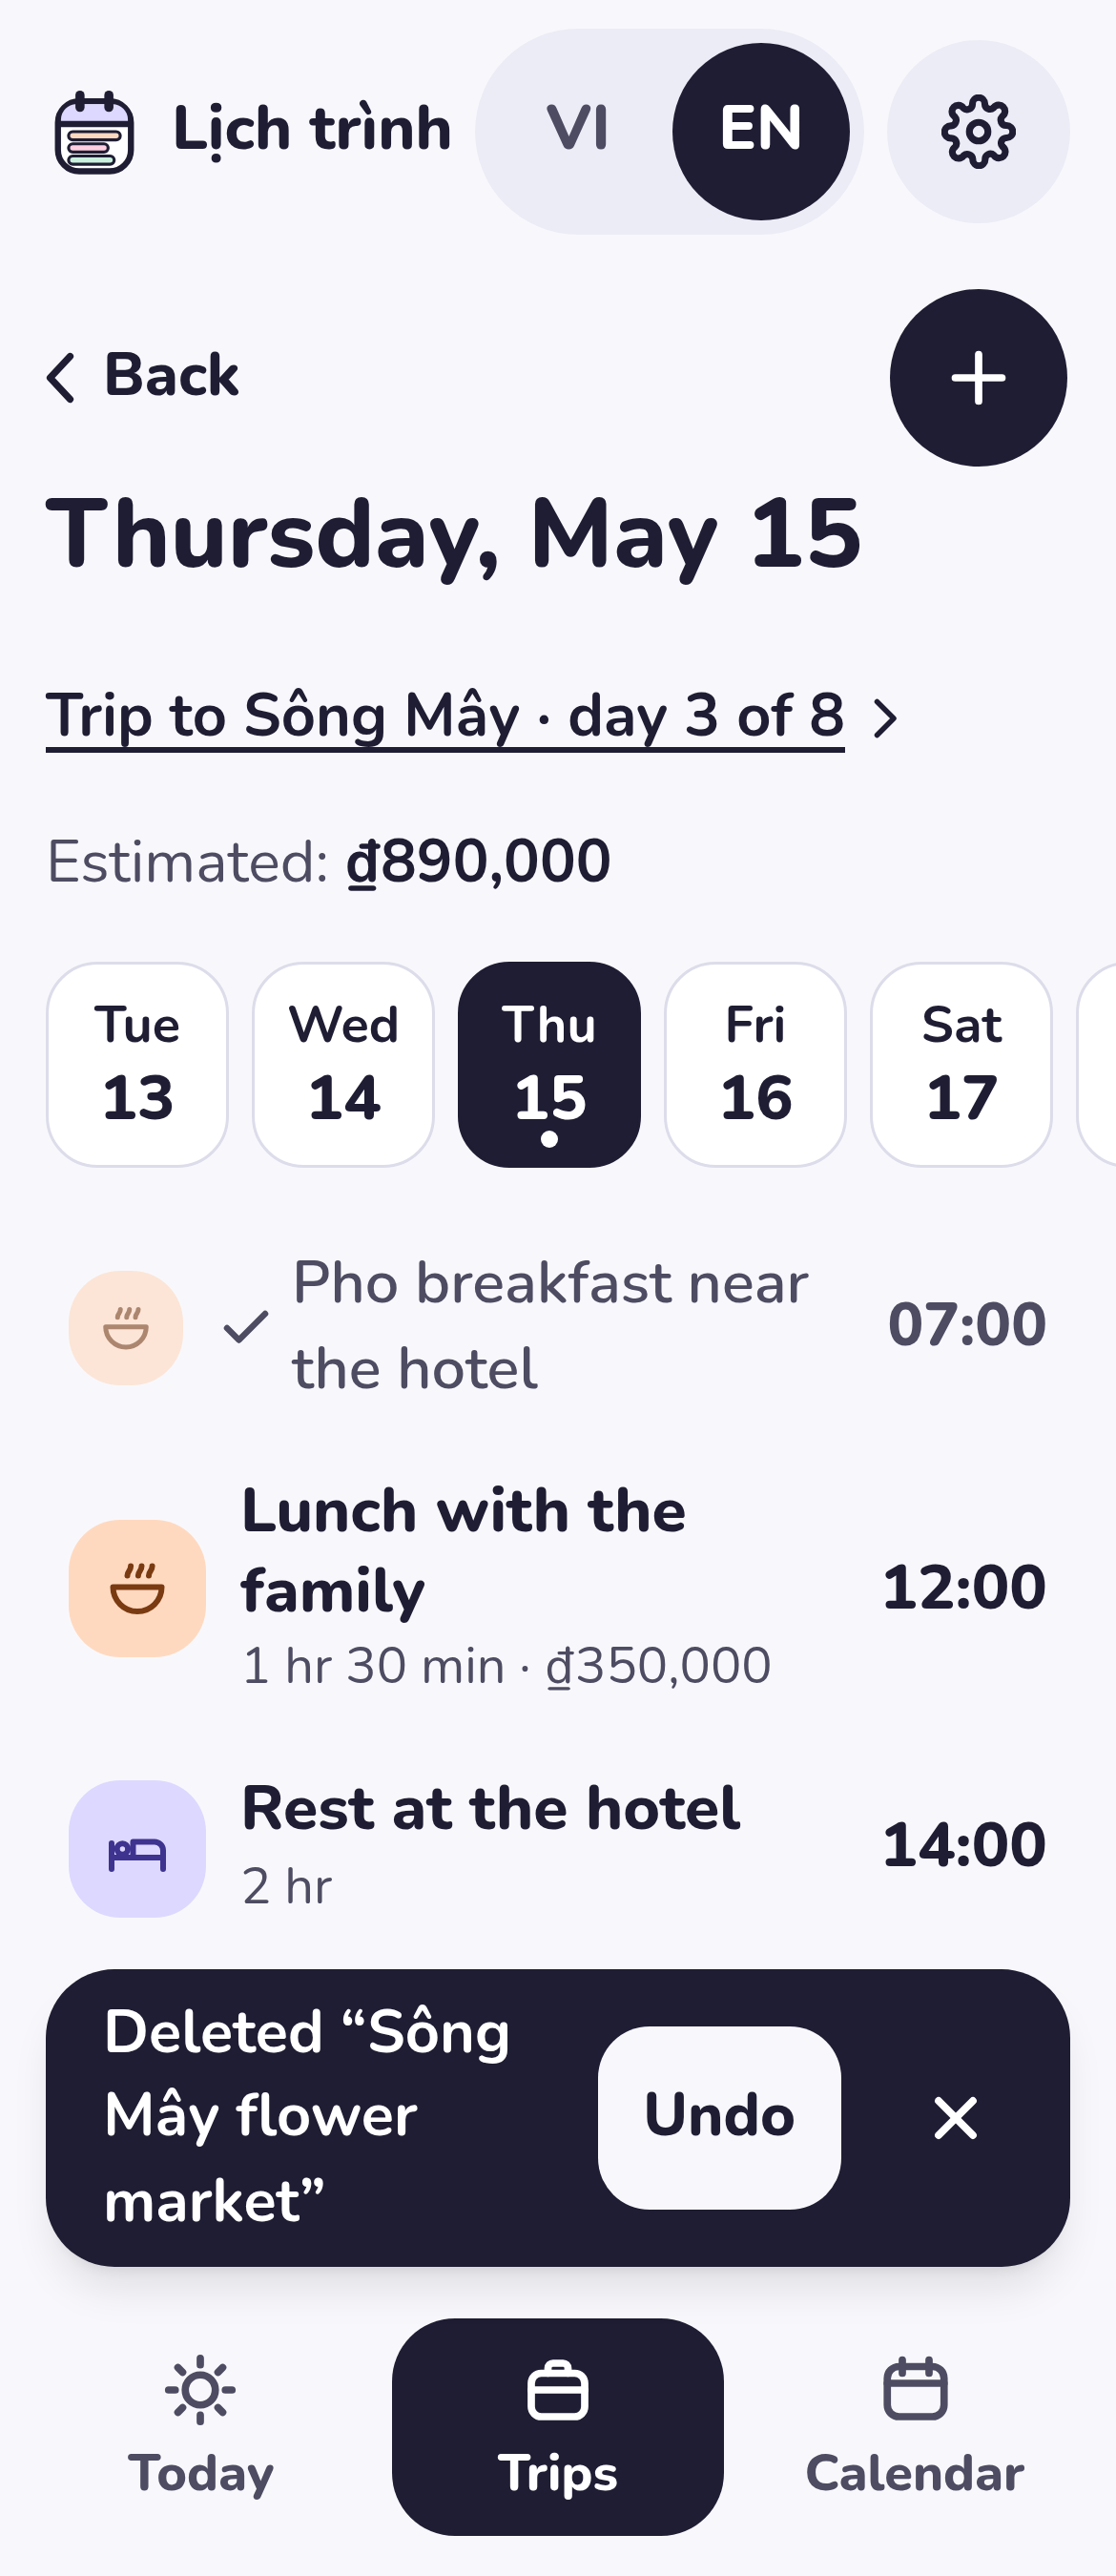 Lịch trình
VI
EN
Back
Thursday, May 15
Trip to Sông Mây · day 3 of 8
Estimated: ₫890,000
Tue
13
Wed
14
Thu
15
Fri
16
Sat
17
Pho breakfast near
the hotel
07:00
Lunch with the
family
1 hr 30 min · ₫350,000
12:00
Rest at the hotel
2 hr
14:00
Deleted “Sông
Mây flower
market”
Undo
Today
Trips
Calendar